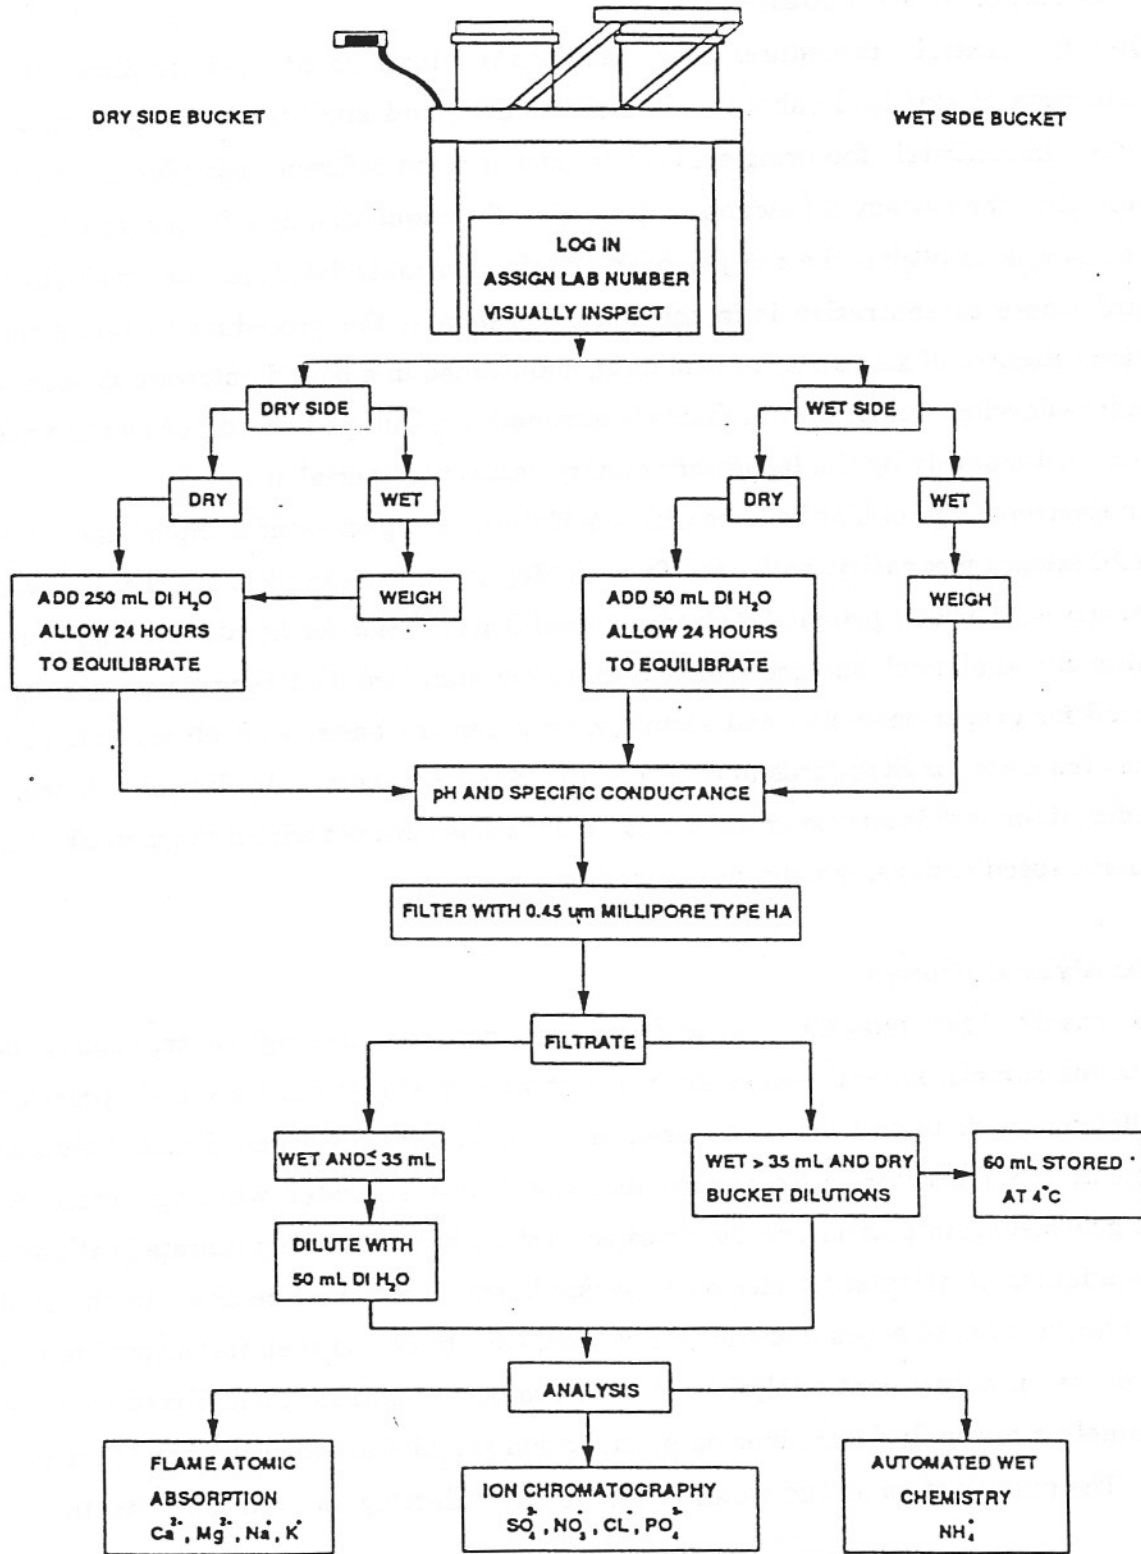 DRY SIDE BUCKET
WET SIDE BUCKET
LOG IN
ASSIGN LAB NUMBER
VISUALLY INSPECT
DRY SIDE
WET SIDE
DRY
WET
DRY
WET
ADD 250 mL DI H₂O
ALLOW 24 HOURS
TO EQUILIBRATE
WEIGH
ADD 50 mL DI H₂O
ALLOW 24 HOURS
TO EQUILIBRATE
WEIGH
pH AND SPECIFIC CONDUCTANCE
FILTER WITH 0.45 um MILLIPORE TYPE HA
FILTRATE
WET AND ≤ 35 mL
WET > 35 mL AND DRY
BUCKET DILUTIONS
60 mL STORED
AT 4°C
DILUTE WITH
50 mL DI H₂O
ANALYSIS
FLAME ATOMIC
ABSORPTION
Ca²⁺, Mg²⁺, Na⁺, K⁺
ION CHROMATOGRAPHY
SO₄²⁻, NO₃⁻, CL⁻, PO₄³⁻
AUTOMATED WET
CHEMISTRY
NH₄⁺